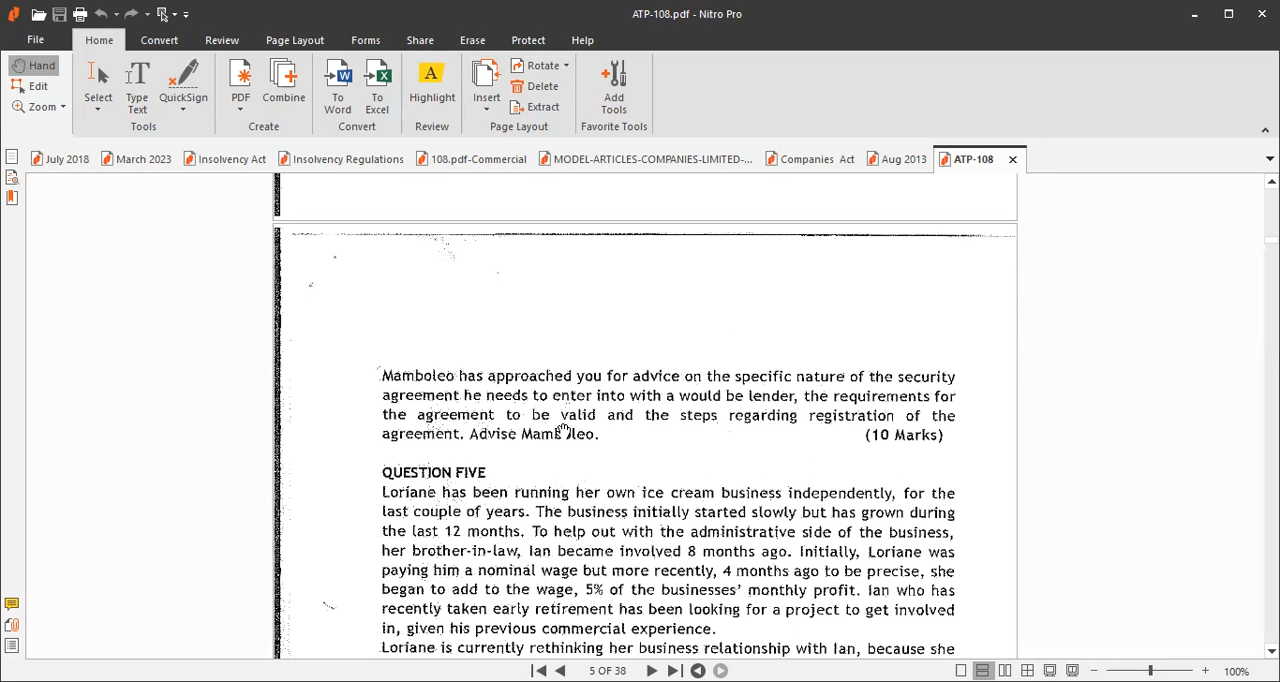 ATP-108.pdf - Nitro Pro
File Home Convert Review Page Layout Forms Share Erase Protect Help
Hand
Edit
Zoom
Select
Type Text
QuickSign
Tools
PDF
Combine
Create
To Word
To Excel
Convert
Highlight
Review
Insert
Rotate
Delete
Extract
Page Layout
Add Tools
Favorite Tools
July 2018 March 2023 Insolvency Act Insolvency Regulations 108.pdf-Commercial MODEL-ARTICLES-COMPANIES-LIMITED-... Companies Act Aug 2013 ATP-108
Mamboleo has approached you for advice on the specific nature of the security
agreement he needs to enter into with a would be lender, the requirements for
the agreement to be valid and the steps regarding registration of the
agreement. Advise Mamboleo. (10 Marks)
QUESTION FIVE
Loriane has been running her own ice cream business independently, for the
last couple of years. The business initially started slowly but has grown during
the last 12 months. To help out with the administrative side of the business,
her brother-in-law, Ian became involved 8 months ago. Initially, Loriane was
paying him a nominal wage but more recently, 4 months ago to be precise, she
began to add to the wage, 5% of the businesses' monthly profit. Ian who has
recently taken early retirement has been looking for a project to get involved
in, given his previous commercial experience.
Loriane is currently rethinking her business relationship with Ian, because she
5 OF 38
100%